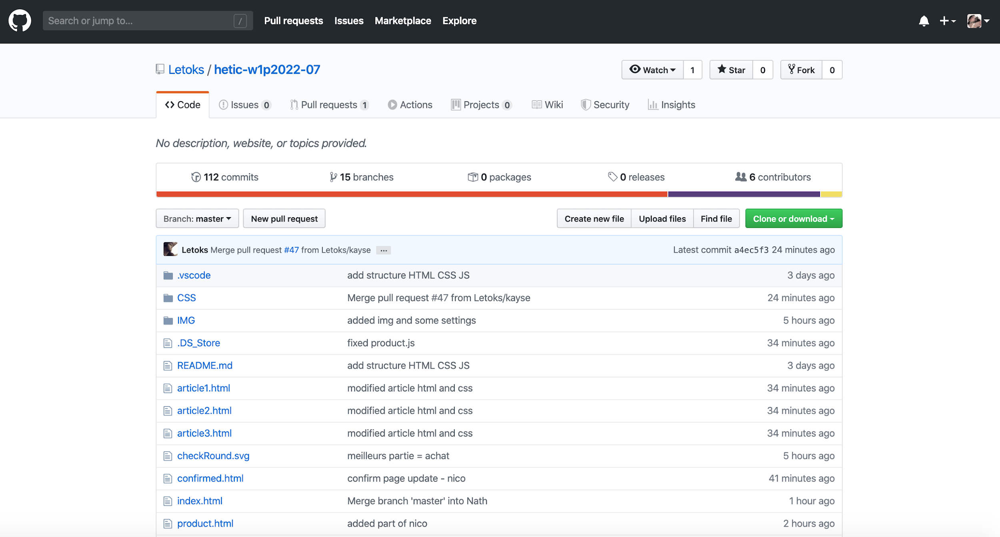 Search or jump to... /
Pull requests Issues Marketplace Explore
Letoks / hetic-w1p2022-07
Watch 1 Star 0 Fork 0
Code Issues 0 Pull requests 1 Actions Projects 0 Wiki Security Insights
No description, website, or topics provided.
112 commits 15 branches 0 packages 0 releases 6 contributors
Branch: master New pull request Create new file Upload files Find file Clone or download
Letoks Merge pull request #47 from Letoks/kayse ... Latest commit a4ec5f3 24 minutes ago
.vscode add structure HTML CSS JS 3 days ago
CSS Merge pull request #47 from Letoks/kayse 24 minutes ago
IMG added img and some settings 5 hours ago
.DS_Store fixed product.js 34 minutes ago
README.md add structure HTML CSS JS 3 days ago
article1.html modified article html and css 34 minutes ago
article2.html modified article html and css 34 minutes ago
article3.html modified article html and css 34 minutes ago
checkRound.svg meilleurs partie = achat 5 hours ago
confirmed.html confirm page update - nico 41 minutes ago
index.html Merge branch 'master' into Nath 1 hour ago
product.html added part of nico 2 hours ago